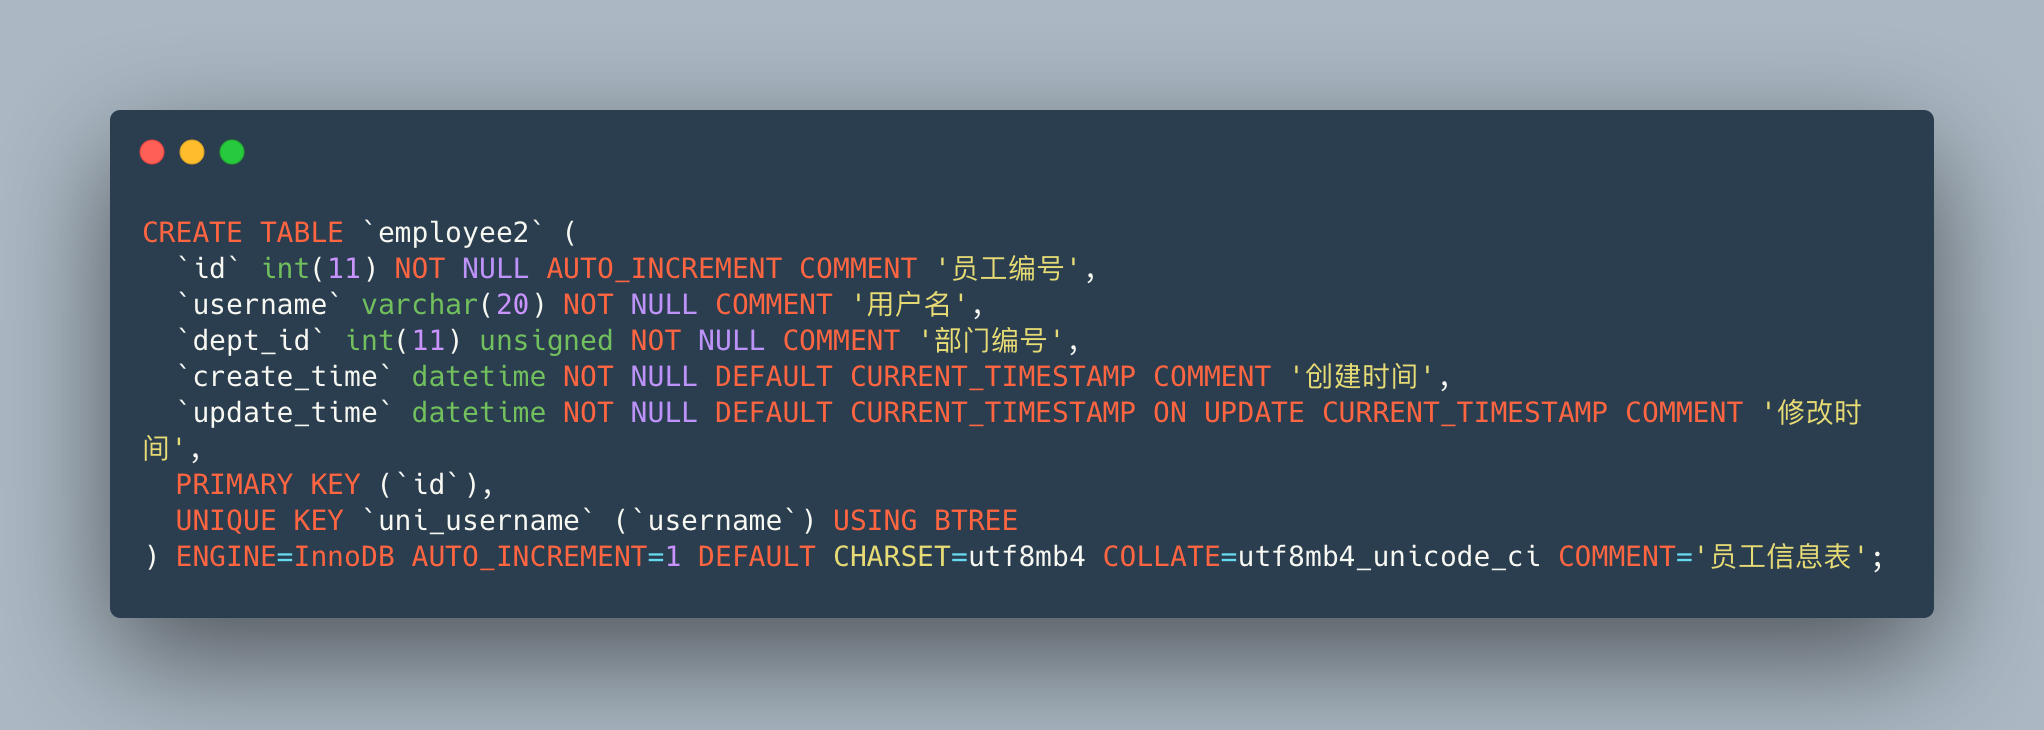 CREATE TABLE `employee2` (
  `id` int(11) NOT NULL AUTO_INCREMENT COMMENT '员工编号',
  `username` varchar(20) NOT NULL COMMENT '用户名',
  `dept_id` int(11) unsigned NOT NULL COMMENT '部门编号',
  `create_time` datetime NOT NULL DEFAULT CURRENT_TIMESTAMP COMMENT '创建时间',
  `update_time` datetime NOT NULL DEFAULT CURRENT_TIMESTAMP ON UPDATE CURRENT_TIMESTAMP COMMENT '修改时
间',
  PRIMARY KEY (`id`),
  UNIQUE KEY `uni_username` (`username`) USING BTREE
) ENGINE=InnoDB AUTO_INCREMENT=1 DEFAULT CHARSET=utf8mb4 COLLATE=utf8mb4_unicode_ci COMMENT='员工信息表';